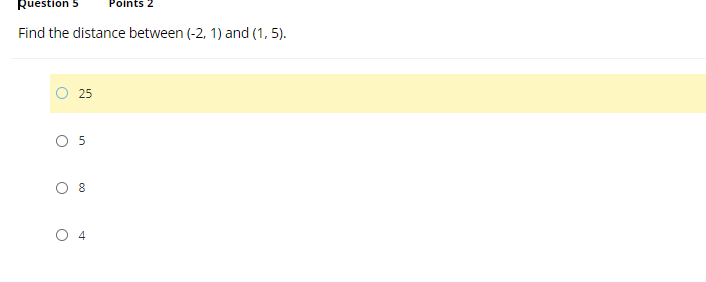 Question 5 Points 2
Find the distance between (-2, 1) and (1, 5).
25
5
8
4